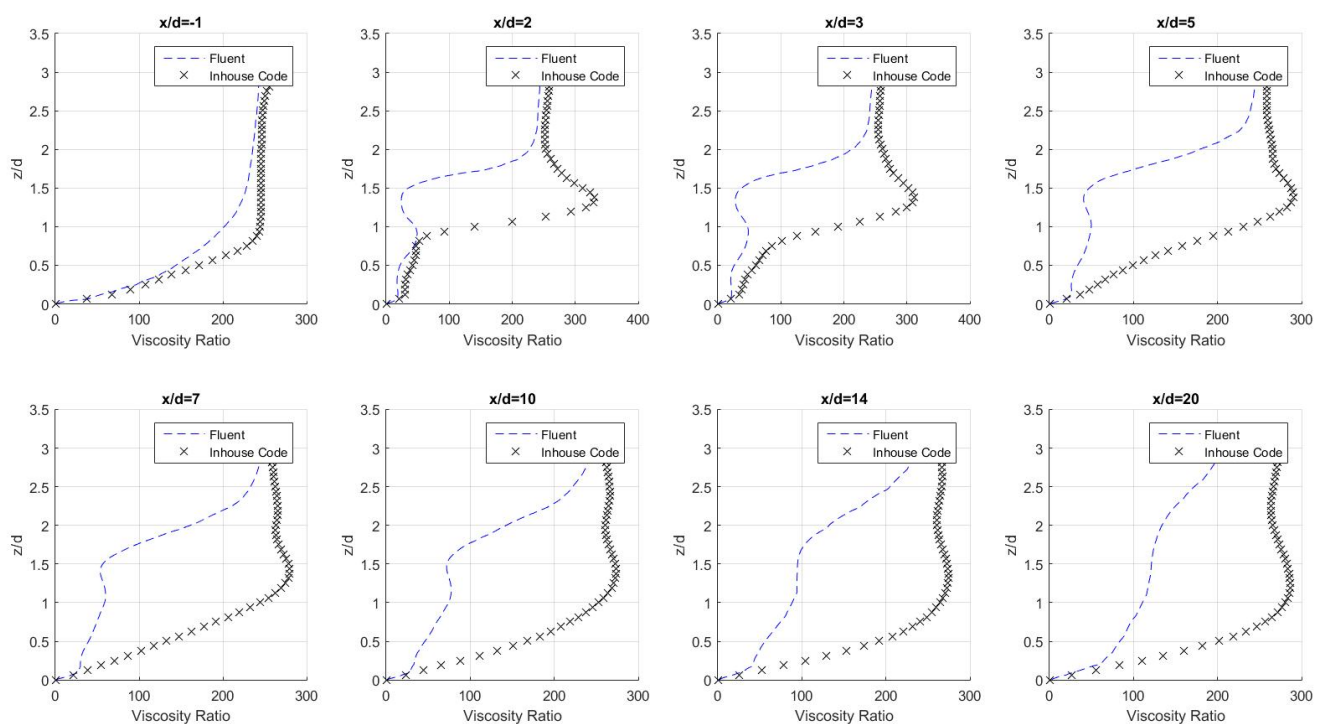 x/d=-1
3.5
3
2.5
2
1.5
1
0.5
0
z/d
Fluent
Inhouse Code
0 100 200 300
Viscosity Ratio
x/d=2
3.5
3
2.5
2
1.5
1
0.5
0
z/d
Fluent
Inhouse Code
0 100 200 300 400
Viscosity Ratio
x/d=3
3.5
3
2.5
2
1.5
1
0.5
0
z/d
Fluent
Inhouse Code
0 100 200 300 400
Viscosity Ratio
x/d=5
3.5
3
2.5
2
1.5
1
0.5
0
z/d
Fluent
Inhouse Code
0 100 200 300
Viscosity Ratio
x/d=7
3.5
3
2.5
2
1.5
1
0.5
0
z/d
Fluent
Inhouse Code
0 100 200 300
Viscosity Ratio
x/d=10
3.5
3
2.5
2
1.5
1
0.5
0
z/d
Fluent
Inhouse Code
0 100 200 300
Viscosity Ratio
x/d=14
3.5
3
2.5
2
1.5
1
0.5
0
z/d
Fluent
Inhouse Code
0 100 200 300
Viscosity Ratio
x/d=20
3.5
3
2.5
2
1.5
1
0.5
0
z/d
Fluent
Inhouse Code
0 100 200 300
Viscosity Ratio